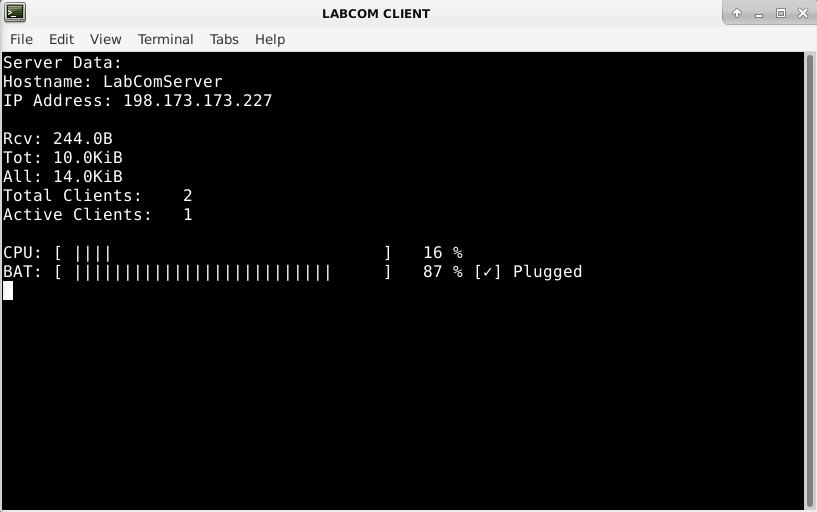 LABCOM CLIENT
File Edit View Terminal Tabs Help
Server Data:
Hostname: LabComServer
IP Address: 198.173.173.227
Rcv: 244.0B
Tot: 10.0KiB
All: 14.0KiB
Total Clients: 2
Active Clients: 1
CPU: [ |||| ] 16 %
BAT: [ |||||||||||||||||||||||||| ] 87 % [✓] Plugged